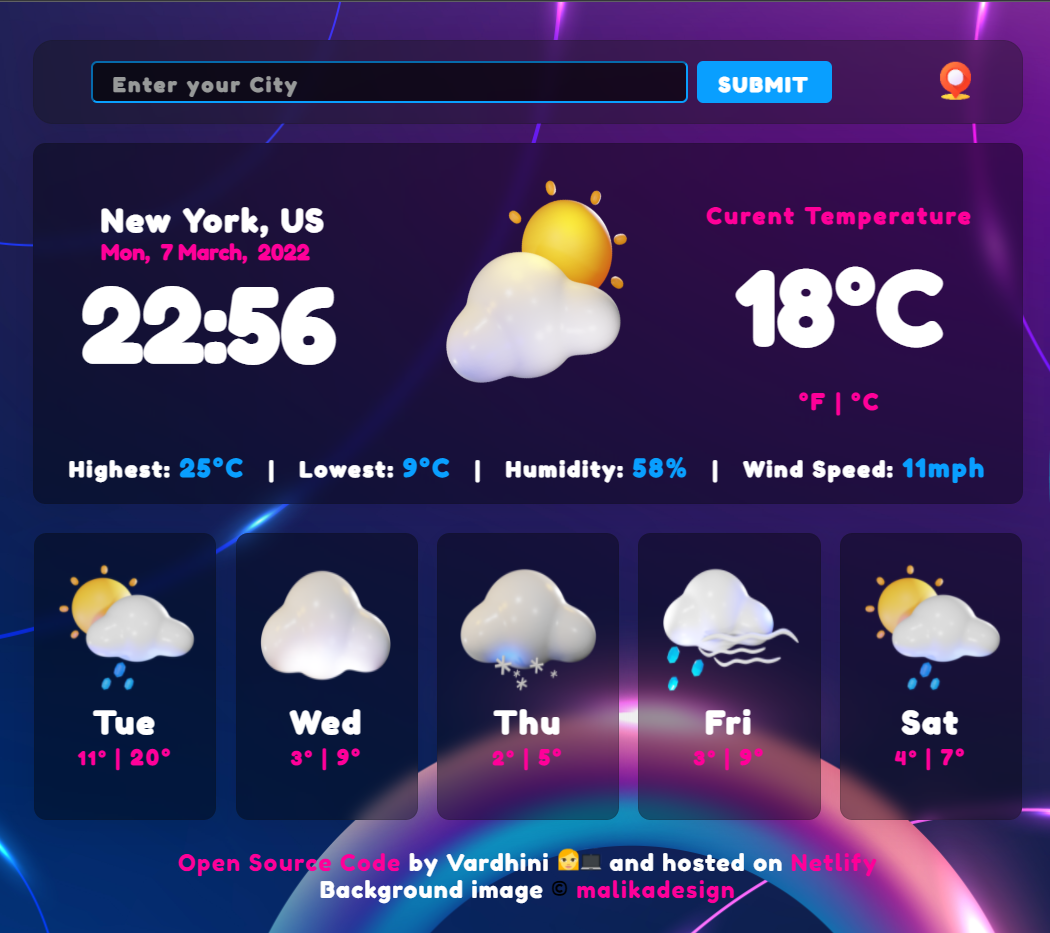 Enter your City
SUBMIT
New York, US
Mon, 7 March, 2022
22:56
Curent Temperature
18°C
°F | °C
Highest: 25°C | Lowest: 9°C | Humidity: 58% | Wind Speed: 11mph
Tue
11° | 20°
Wed
3° | 9°
Thu
2° | 5°
Fri
3° | 9°
Sat
4° | 7°
Open Source Code by Vardhini 👩‍💻 and hosted on Netlify
Background image © malikadesign